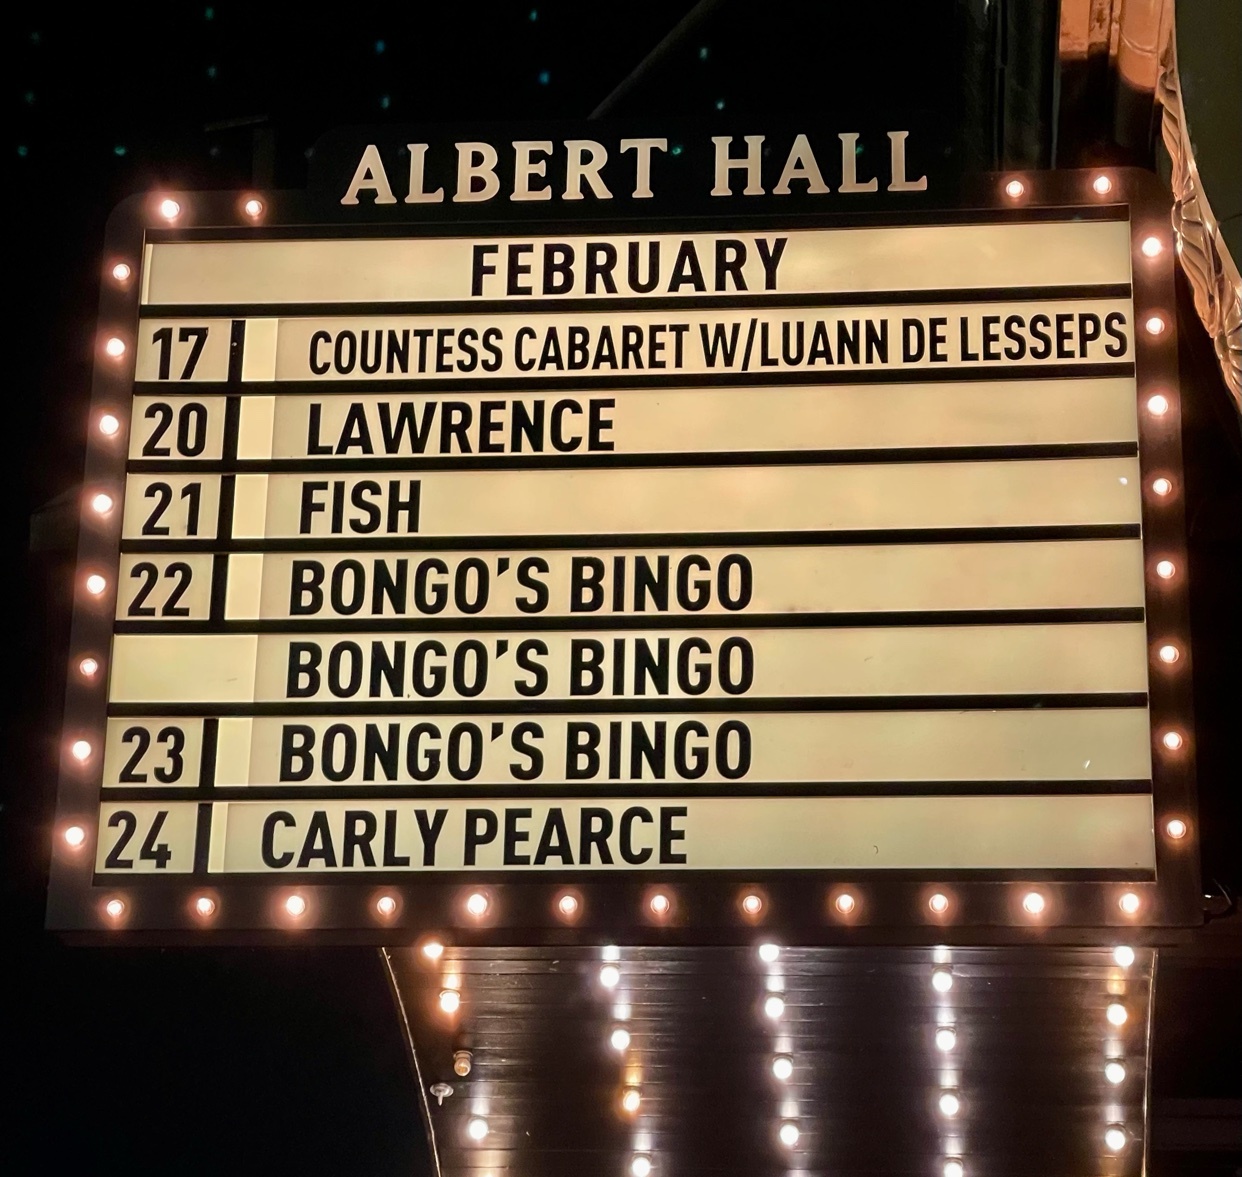 ALBERT HALL
FEBRUARY
17 COUNTESS CABARET W/LUANN DE LESSEPS
20 LAWRENCE
21 FISH
22 BONGO'S BINGO
BONGO'S BINGO
23 BONGO'S BINGO
24 CARLY PEARCE